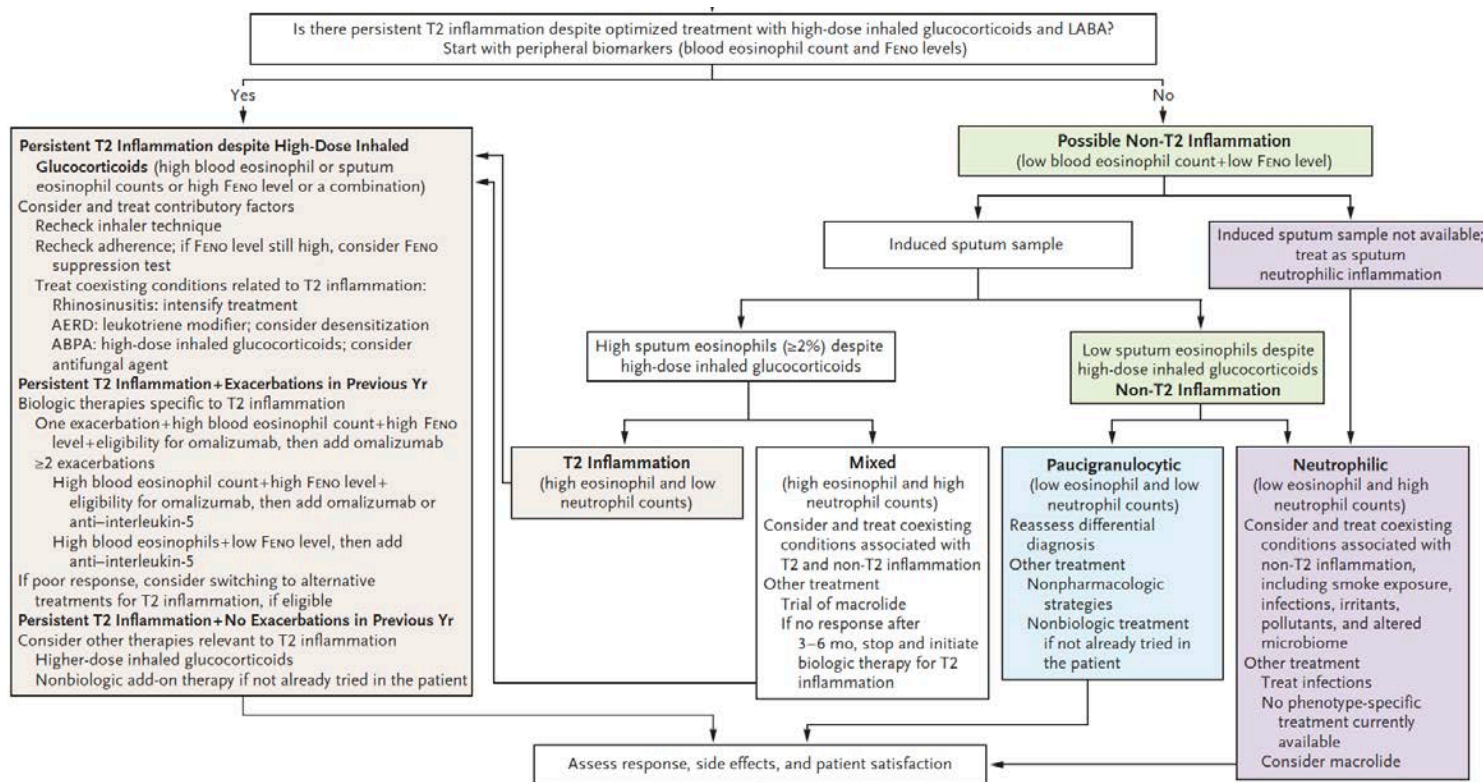 Is there persistent T2 inflammation despite optimized treatment with high-dose inhaled glucocorticoids and LABA?
Start with peripheral biomarkers (blood eosinophil count and FENO levels)
Yes
No
Persistent T2 Inflammation despite High-Dose Inhaled
Glucocorticoids (high blood eosinophil or sputum
eosinophil counts or high FENO level or a combination)
Consider and treat contributory factors
Recheck inhaler technique
Recheck adherence; if FENO level still high, consider FENO
suppression test
Treat coexisting conditions related to T2 inflammation:
Rhinosinusitis: intensify treatment
AERD: leukotriene modifier; consider desensitization
ABPA: high-dose inhaled glucocorticoids; consider
antifungal agent
Persistent T2 Inflammation+Exacerbations in Previous Yr
Biologic therapies specific to T2 inflammation
One exacerbation+high blood eosinophil count+high FENO
level+eligibility for omalizumab, then add omalizumab
≥2 exacerbations
High blood eosinophil count+high FENO level+
eligibility for omalizumab, then add omalizumab or
anti–interleukin-5
High blood eosinophils+low FENO level, then add
anti–interleukin-5
If poor response, consider switching to alternative
treatments for T2 inflammation, if eligible
Persistent T2 Inflammation+No Exacerbations in Previous Yr
Consider other therapies relevant to T2 inflammation
Higher-dose inhaled glucocorticoids
Nonbiologic add-on therapy if not already tried in the patient
Possible Non-T2 Inflammation
(low blood eosinophil count+low FENO level)
Induced sputum sample
Induced sputum sample not available;
treat as sputum
neutrophilic inflammation
High sputum eosinophils (≥2%) despite
high-dose inhaled glucocorticoids
Low sputum eosinophils despite
high-dose inhaled glucocorticoids
Non-T2 Inflammation
T2 Inflammation
(high eosinophil and low
neutrophil counts)
Mixed
(high eosinophil and high
neutrophil counts)
Consider and treat coexisting
conditions associated with
T2 and non-T2 inflammation
Other treatment
Trial of macrolide
If no response after
3–6 mo, stop and initiate
biologic therapy for T2
inflammation
Paucigranulocytic
(low eosinophil and low
neutrophil counts)
Reassess differential
diagnosis
Other treatment
Nonpharmacologic
strategies
Nonbiologic treatment
if not already tried in
the patient
Neutrophilic
(low eosinophil and high
neutrophil counts)
Consider and treat coexisting
conditions associated with
non-T2 inflammation,
including smoke exposure,
infections, irritants,
pollutants, and altered
microbiome
Other treatment
Treat infections
No phenotype-specific
treatment currently
available
Consider macrolide
Assess response, side effects, and patient satisfaction